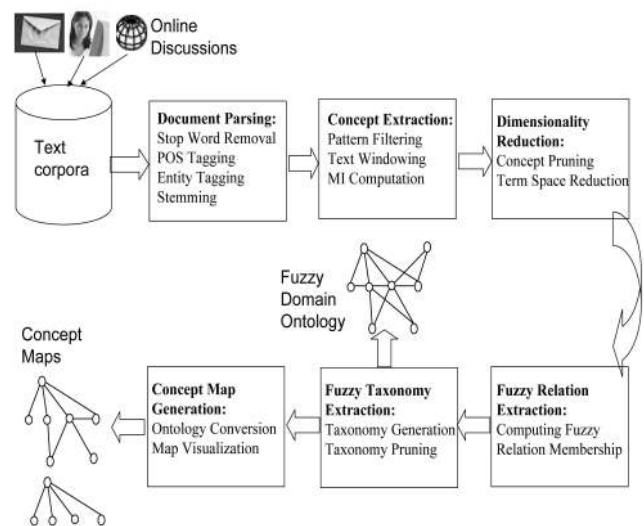 Online
Discussions
Text
corpora
Document Parsing:
Stop Word Removal
POS Tagging
Entity Tagging
Stemming
Concept Extraction:
Pattern Filtering
Text Windowing
MI Computation
Dimensionality
Reduction:
Concept Pruning
Term Space Reduction
Fuzzy
Domain
Ontology
Concept
Maps
Concept Map
Generation:
Ontology Conversion
Map Visualization
Fuzzy Taxonomy
Extraction:
Taxonomy Generation
Taxonomy Pruning
Fuzzy Relation
Extraction:
Computing Fuzzy
Relation Membership